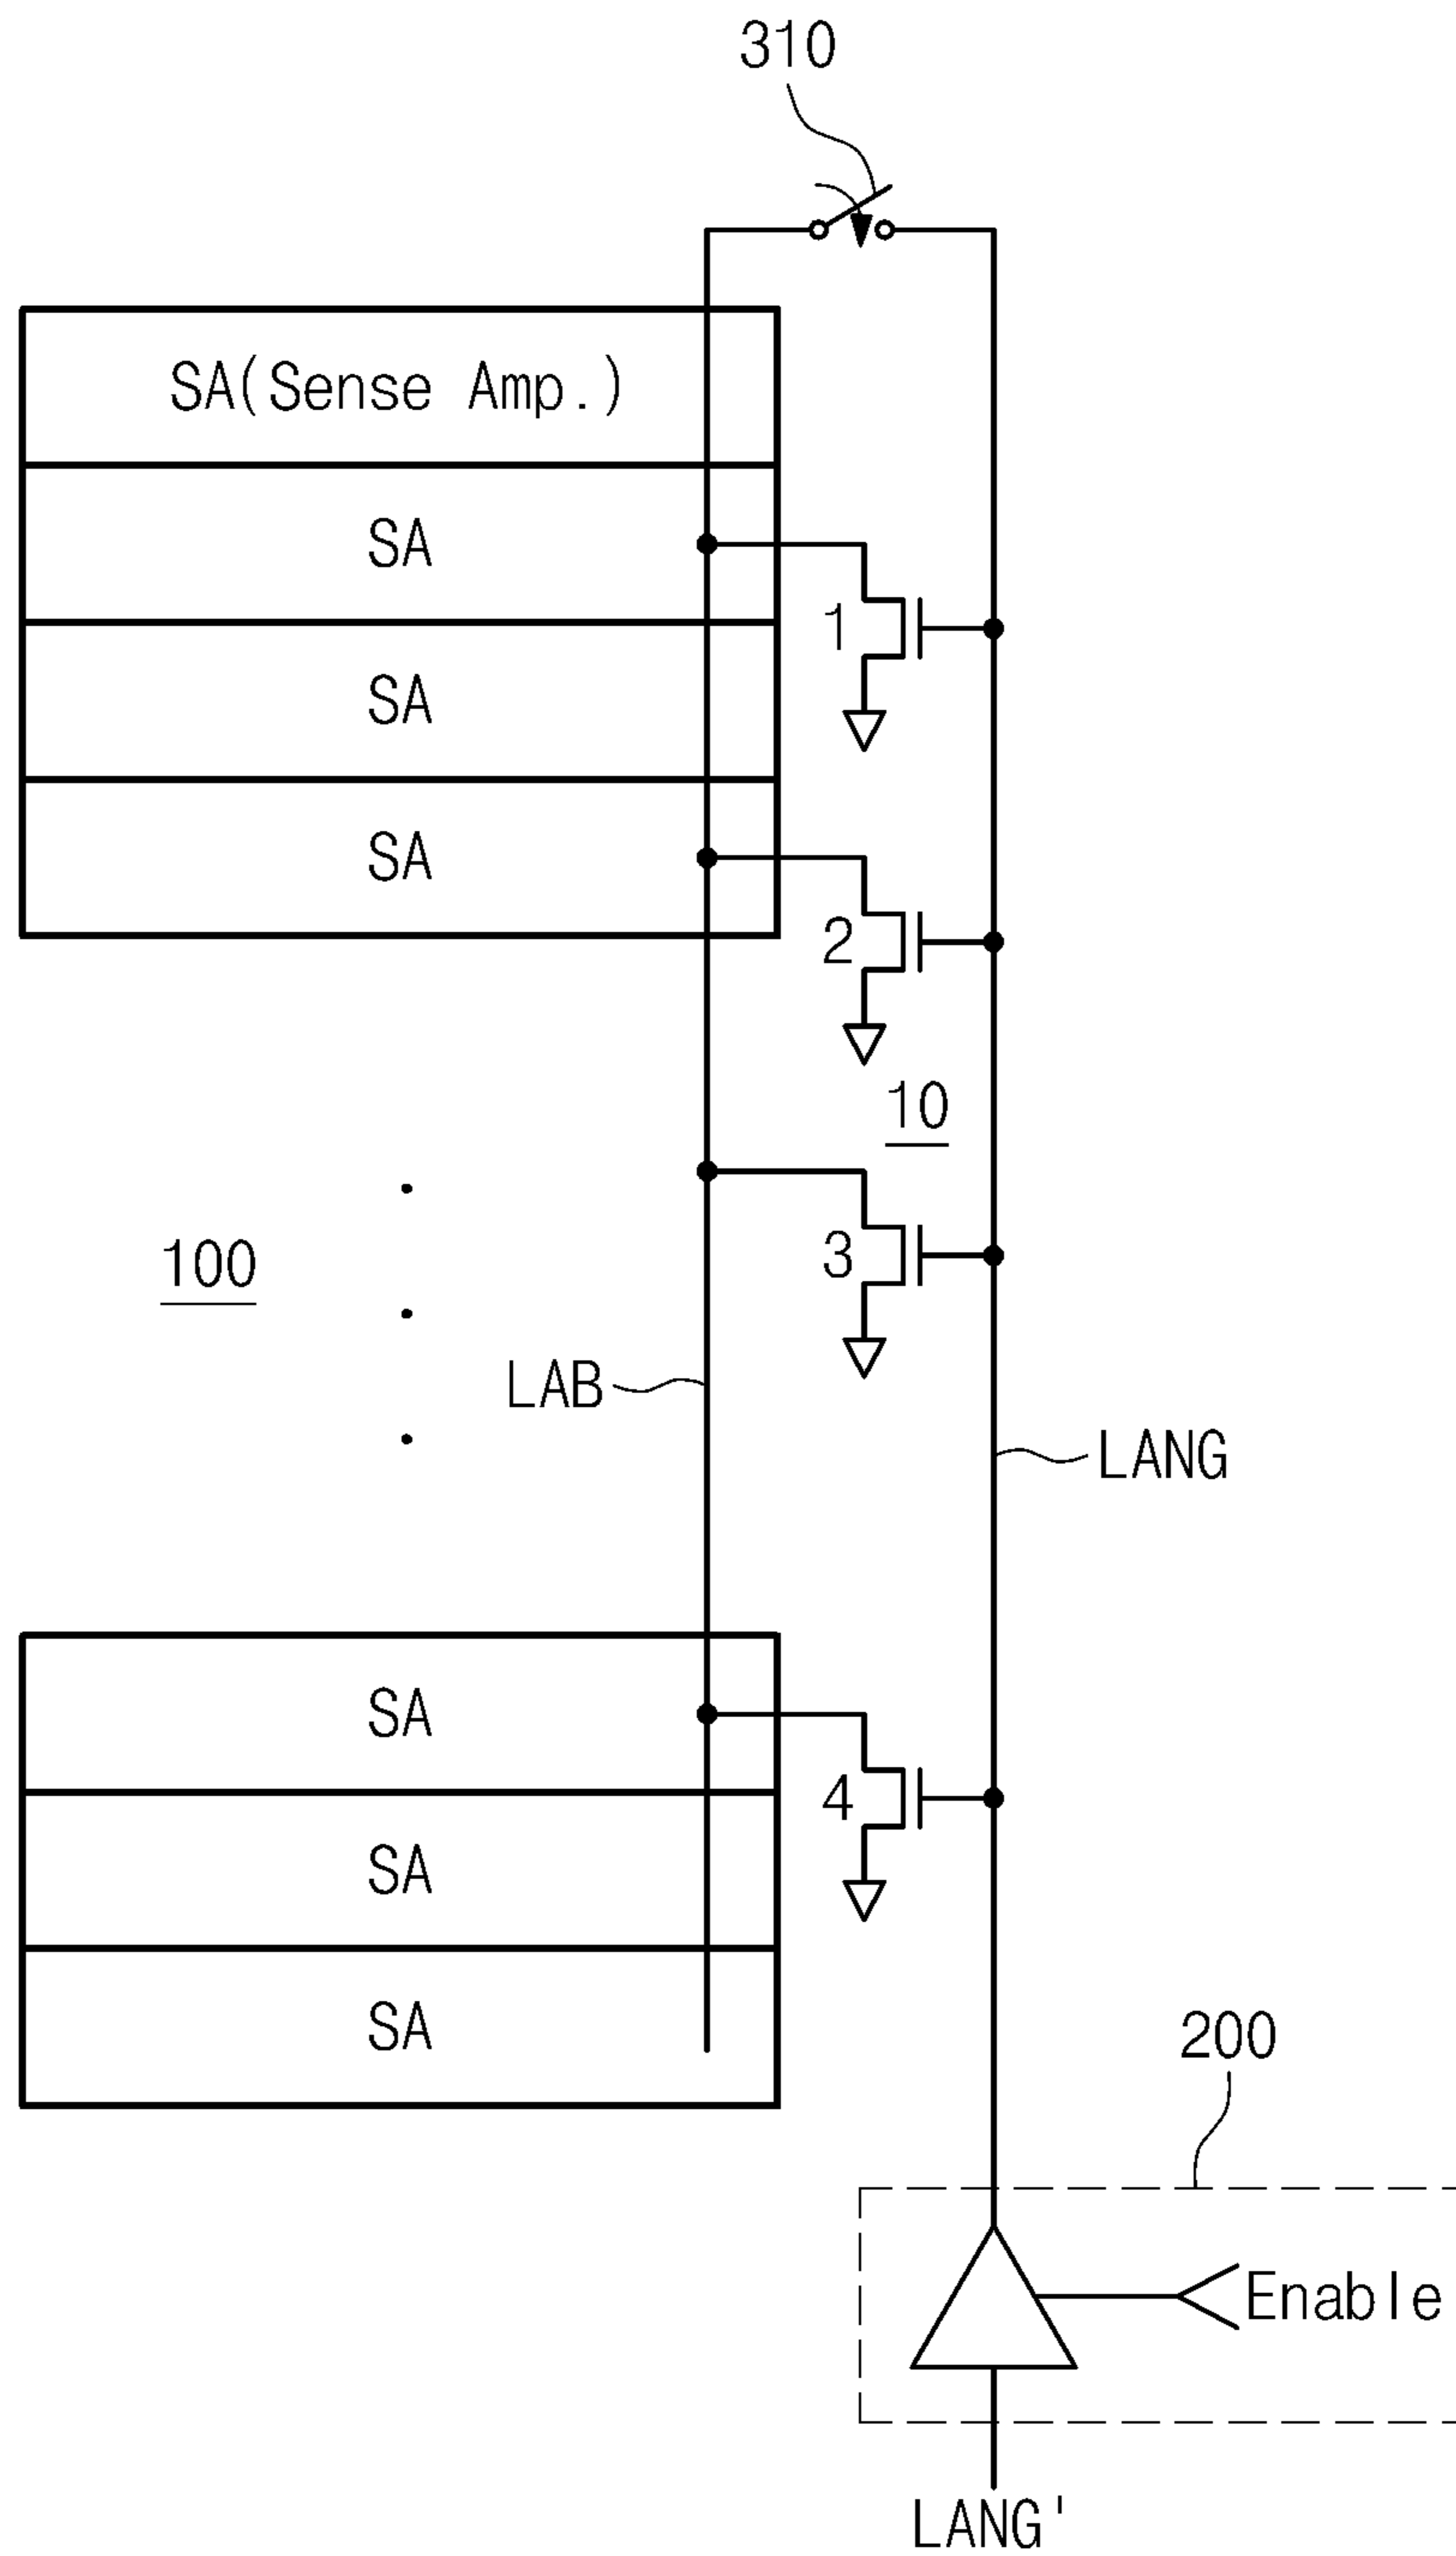 310
SA(Sense Amp.)
SA
1
SA
SA
2
10
3
100
LAB
LANG
SA
4
SA
SA
200
Enable
LANG'